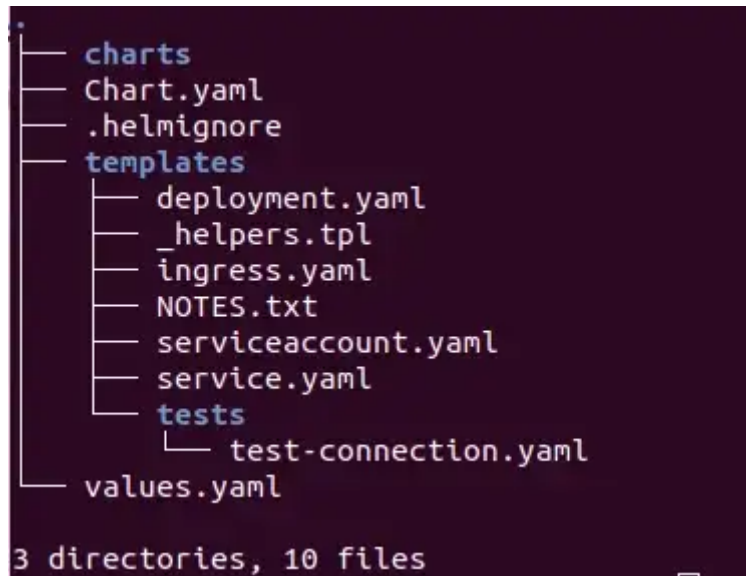 .
├── charts
├── Chart.yaml
├── .helmignore
├── templates
│   ├── deployment.yaml
│   ├── _helpers.tpl
│   ├── ingress.yaml
│   ├── NOTES.txt
│   ├── serviceaccount.yaml
│   ├── service.yaml
│   └── tests
│       └── test-connection.yaml
└── values.yaml
3 directories, 10 files